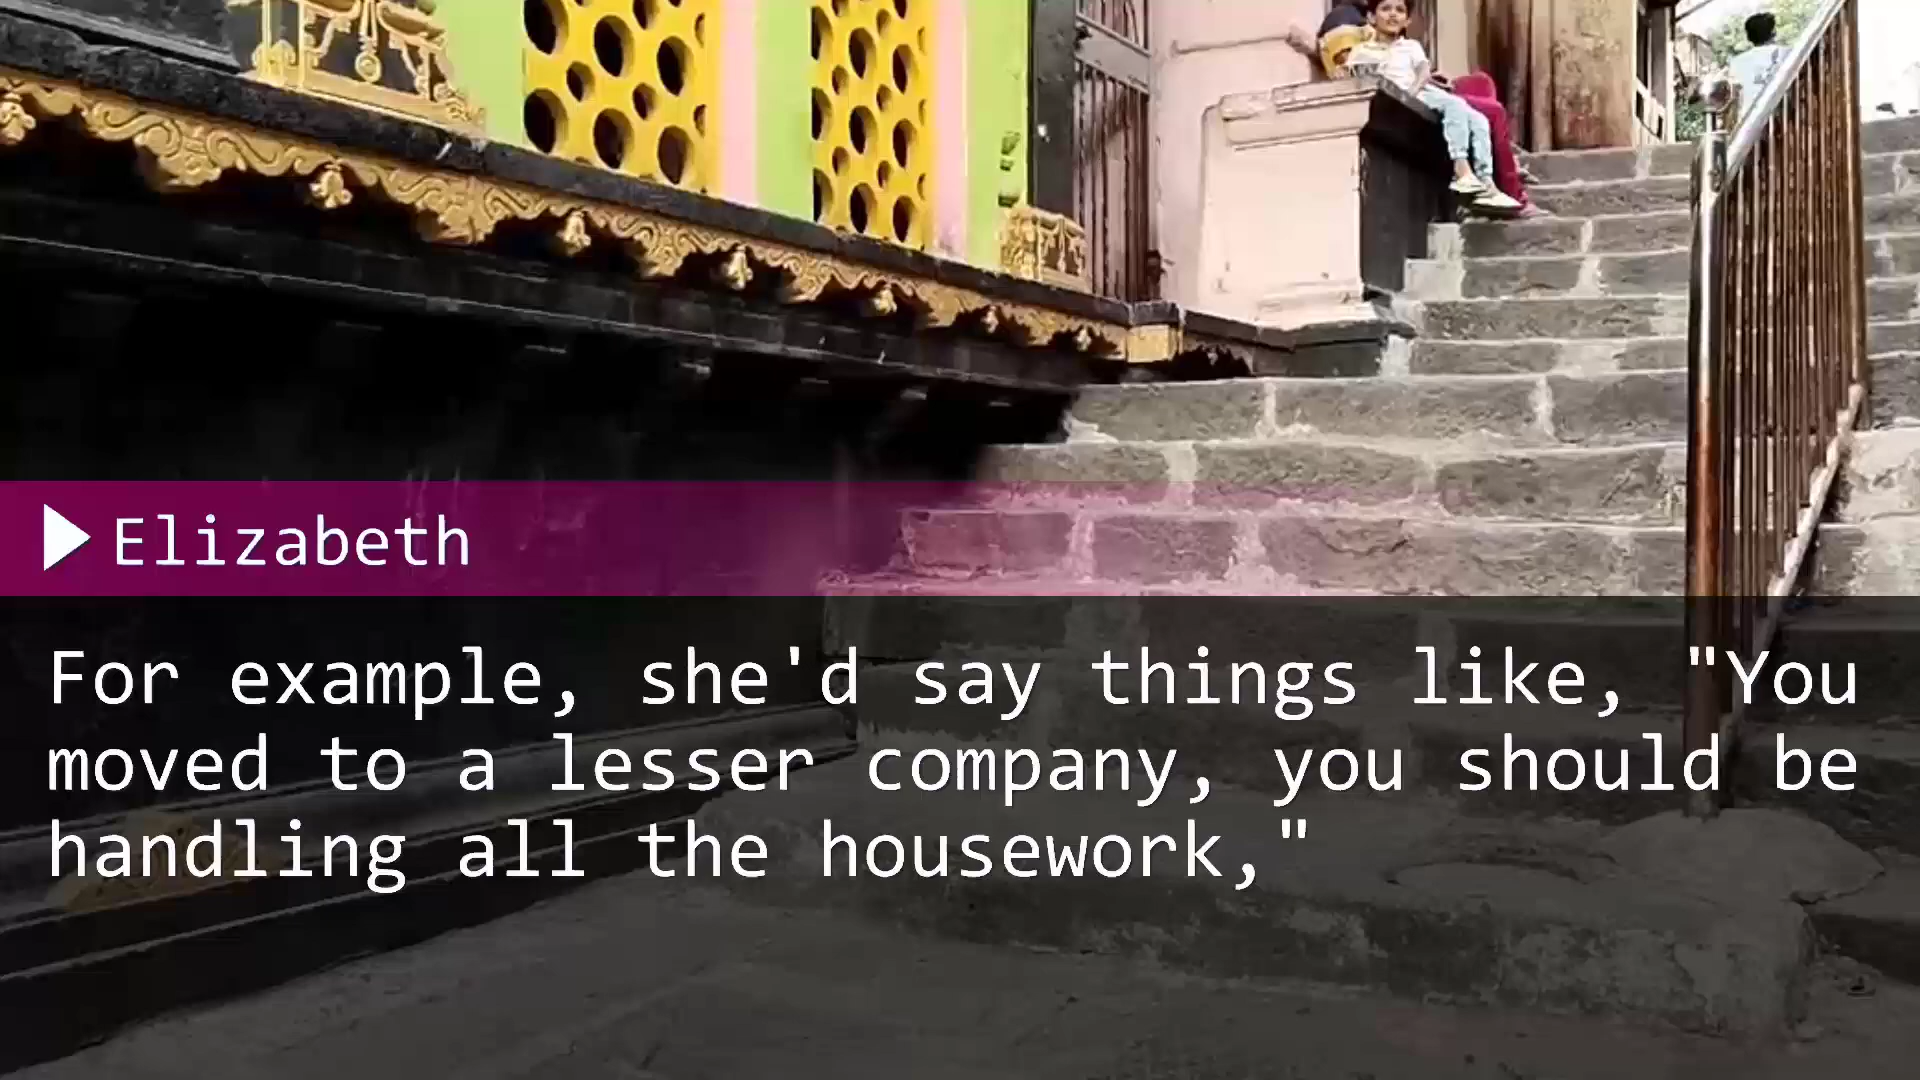 Elizabeth
For example, she'd say things like, "You
moved to a lesser company, you should be
handling all the housework,"